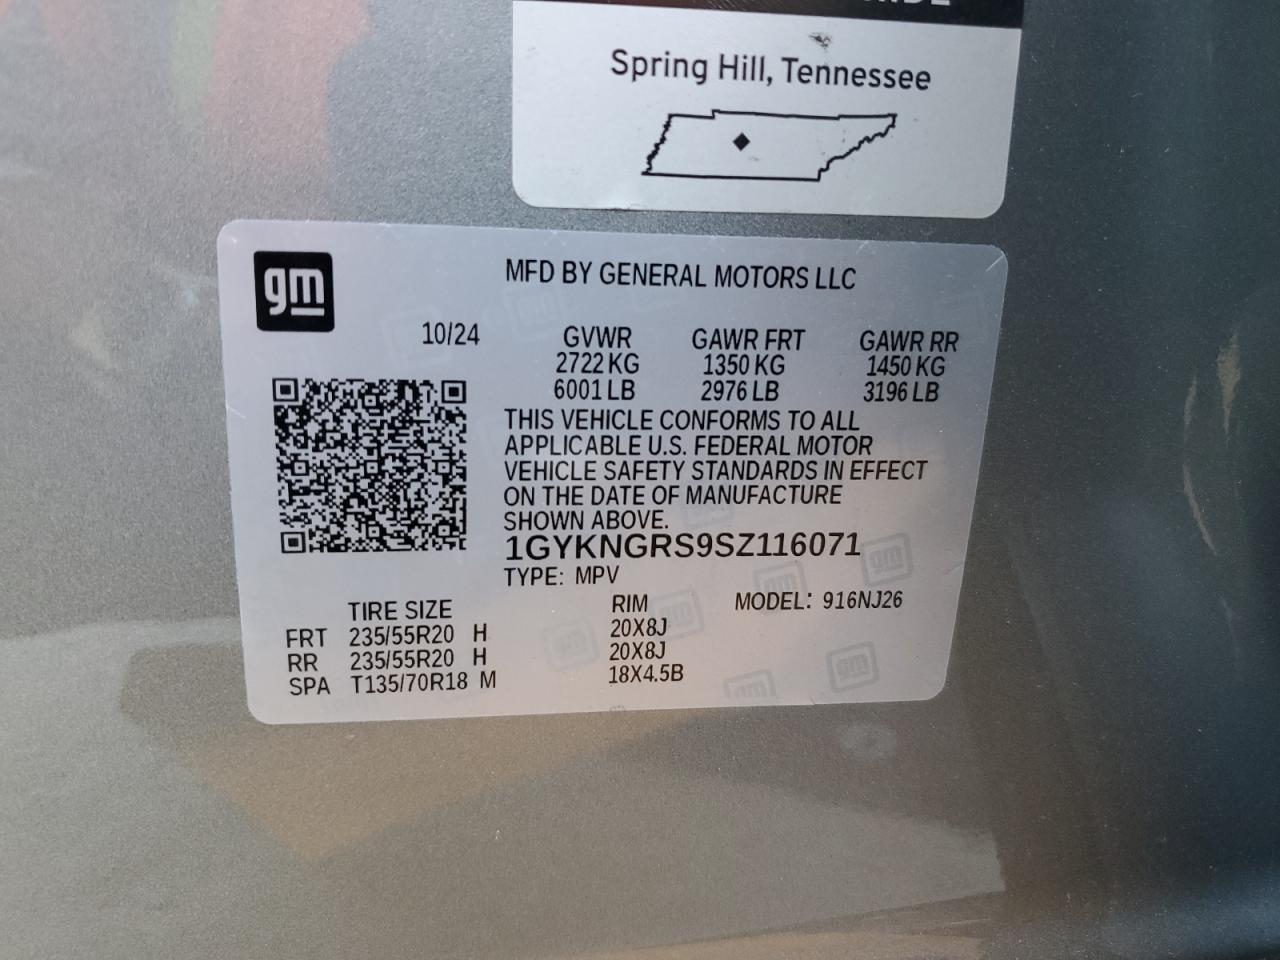 Spring Hill, Tennessee
gm
MFD BY GENERAL MOTORS LLC
10/24
GVWR GAWR FRT GAWR RR
2722 KG 1350 KG 1450 KG
6001 LB 2976 LB 3196 LB
THIS VEHICLE CONFORMS TO ALL
APPLICABLE U.S. FEDERAL MOTOR
VEHICLE SAFETY STANDARDS IN EFFECT
ON THE DATE OF MANUFACTURE
SHOWN ABOVE.
1GYKNGRS9SZ116071
TYPE: MPV
TIRE SIZE RIM MODEL: 916NJ26
FRT 235/55R20 H 20X8J
RR 235/55R20 H 20X8J
SPA T135/70R18 M 18X4.5B